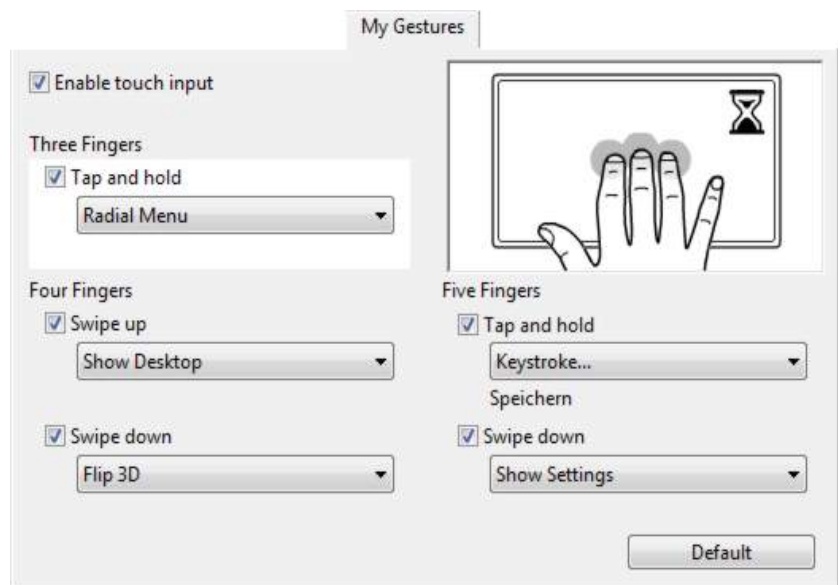 My Gestures
Enable touch input
Three Fingers
Tap and hold
Radial Menu
Four Fingers
Swipe up
Show Desktop
Swipe down
Flip 3D
Five Fingers
Tap and hold
Keystroke...
Speichern
Swipe down
Show Settings
Default